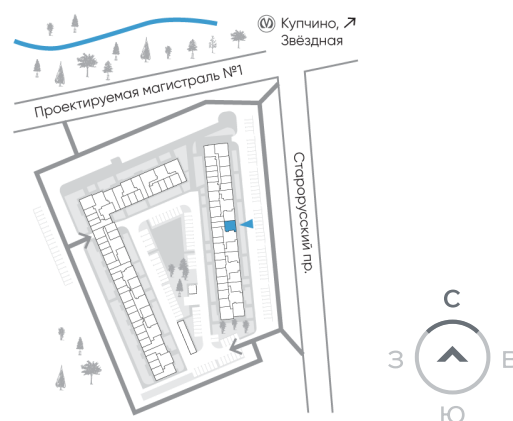 Купчино, ↗
Звёздная
Проектируемая магистраль №1
Старорусский пр.
С
З
В
Ю